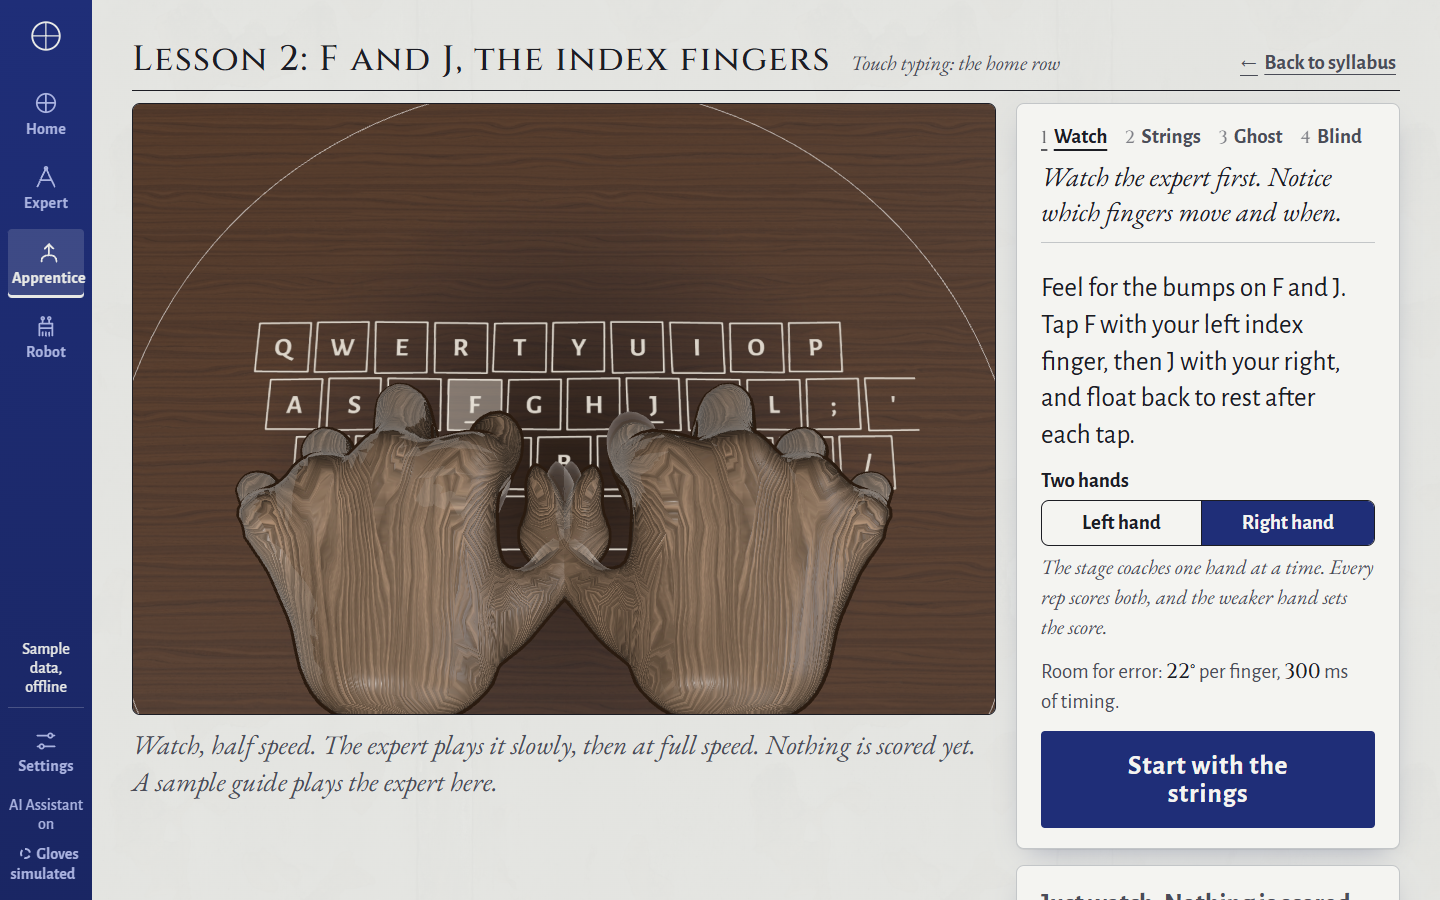 Home
Expert
Apprentice
Robot
Sample
data,
offline
Settings
AI Assistant
on
Gloves
simulated
LESSON 2: F AND J, THE INDEX FINGERS Touch typing: the home row
← Back to syllabus
Q W E R T Y U I O P
A S F G H J L ; '
B /
Watch, half speed. The expert plays it slowly, then at full speed. Nothing is scored yet.
A sample guide plays the expert here.
1 Watch 2 Strings 3 Ghost 4 Blind
Watch the expert first. Notice
which fingers move and when.
Feel for the bumps on F and J.
Tap F with your left index
finger, then J with your right,
and float back to rest after
each tap.
Two hands
Left hand Right hand
The stage coaches one hand at a time. Every
rep scores both, and the weaker hand sets
the score.
Room for error: 22° per finger, 300 ms
of timing.
Start with the
strings
Just watch. Nothing is scored